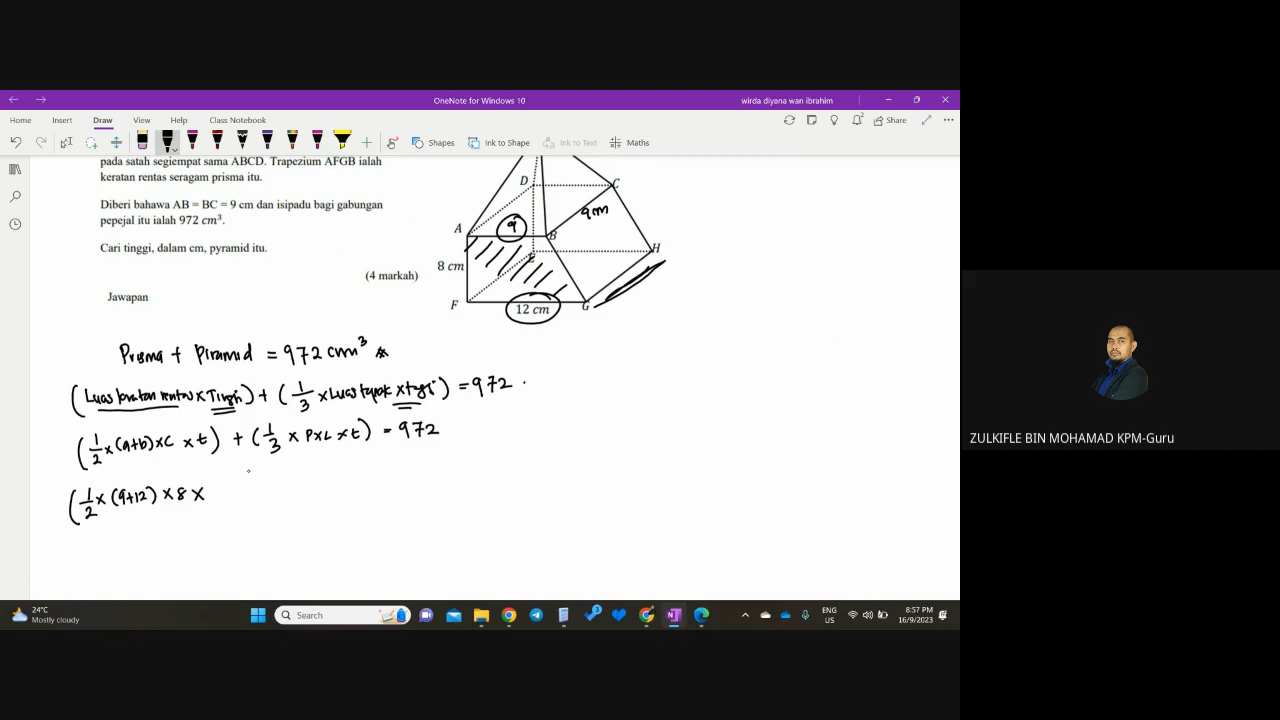 OneNote for Windows 10
wirda diyana wan ibrahim
Home Insert Draw View Help Class Notebook
Share
Shapes Ink to Shape Ink to Text Maths
pada satah segiempat sama ABCD. Trapezium AFGB ialah
keratan rentas seragam prisma itu.
Diberi bahawa AB = BC = 9 cm dan isipadu bagi gabungan
pepejal itu ialah 972 cm³.
Cari tinggi, dalam cm, pyramid itu.
(4 markah)
Jawapan
D
C
9cm
A
9
B
H
E
8 cm
F
12 cm
G
Prisma + Piramid = 972 cm³
(Luas keratan rentas × Tinggi) + (1/3 × Luas tapak × tinggi) = 972
(1/2 × (a+b) × C × t) + (1/3 × P×L × t) = 972
(1/2 × (9+12) × 8 ×
ZULKIFLE BIN MOHAMAD KPM-Guru
24°C
Mostly cloudy
Search
3
ENG
US
8:57 PM
16/9/2023